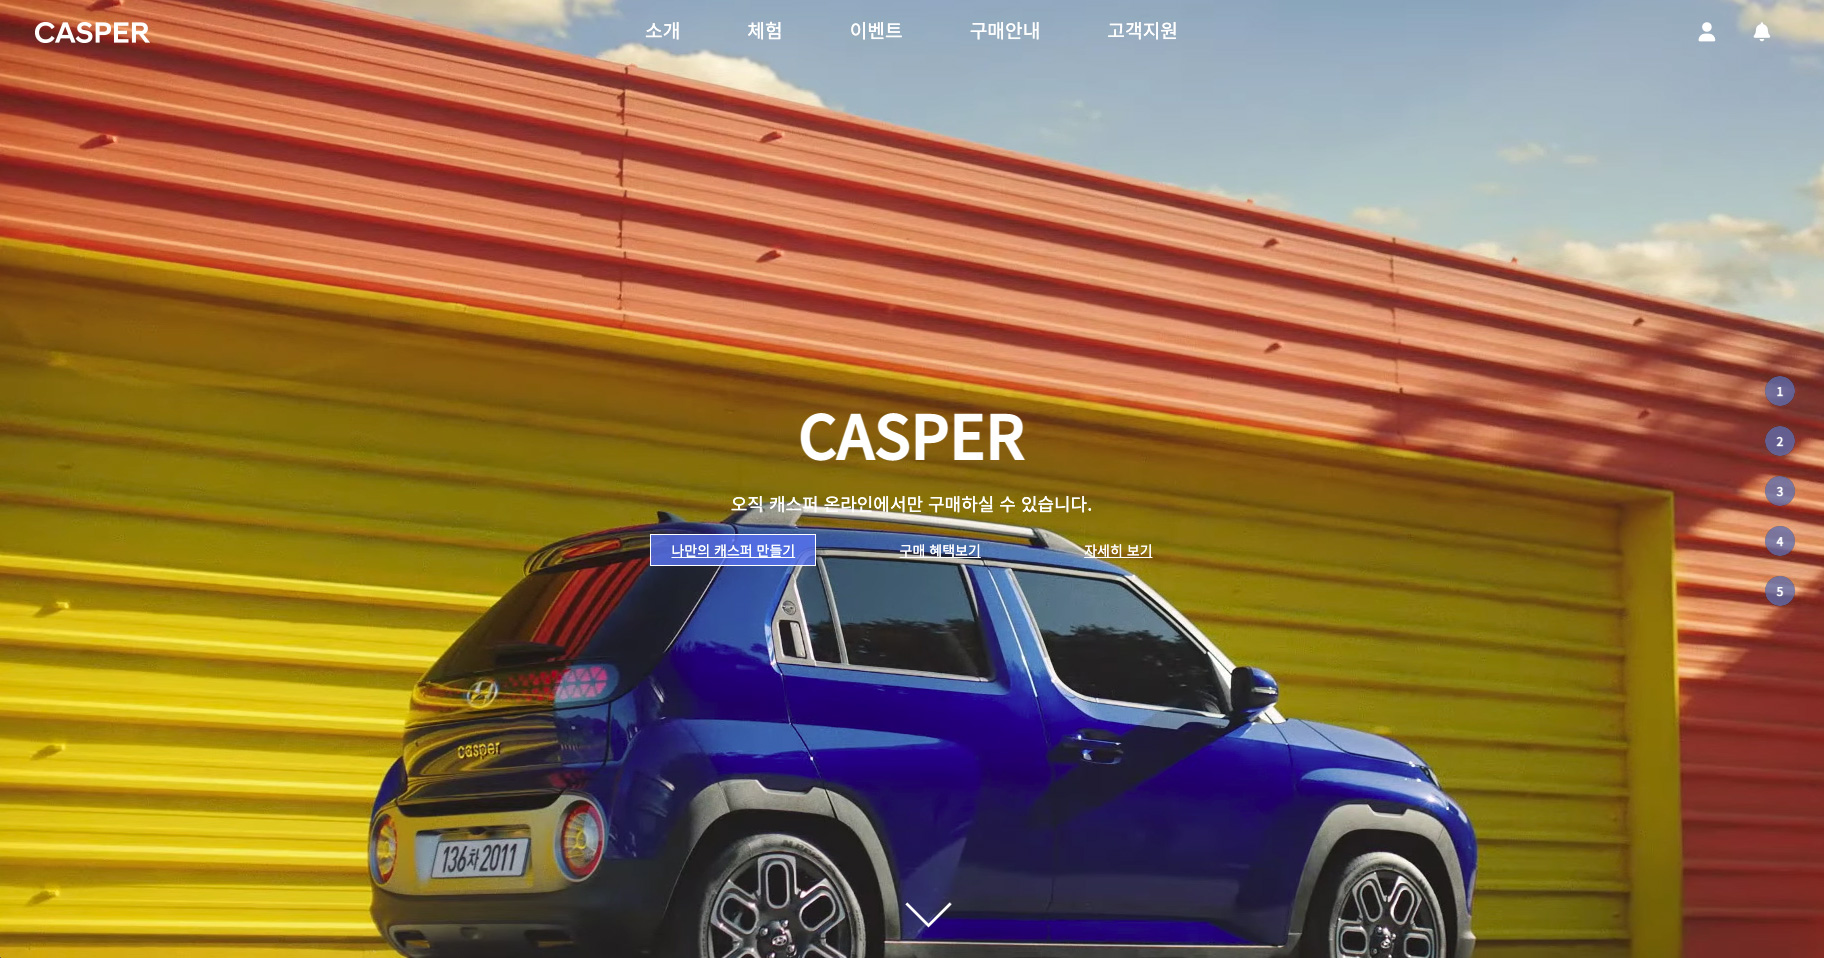 CASPER
소개 체험 이벤트 구매안내 고객지원
CASPER
오직 캐스퍼 온라인에서만 구매하실 수 있습니다.
나만의 캐스퍼 만들기 구매 혜택보기 자세히 보기
1
2
3
4
5
casper
136차2011